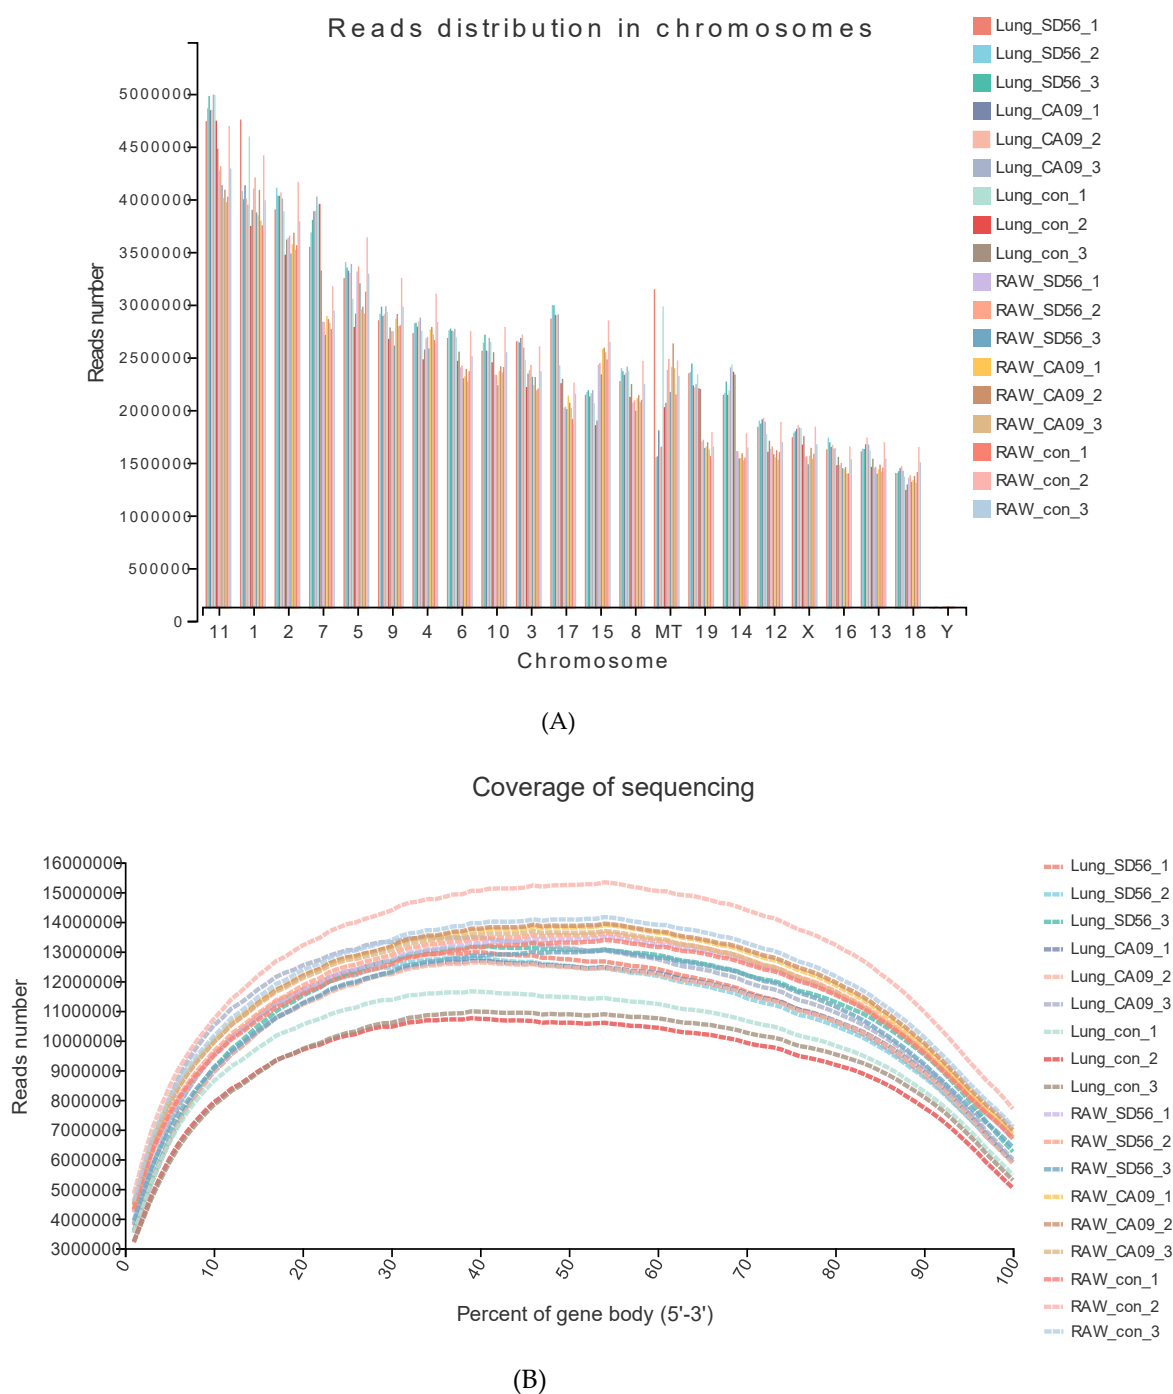 Reads distribution in chromosomes
Reads number
5000000
4500000
4000000
3500000
3000000
2500000
2000000
1500000
1000000
500000
0
11 1 2 7 5 9 4 6 10 3 17 15 8 MT 19 14 12 X 16 13 18 Y
Chromosome
Lung_SD56_1
Lung_SD56_2
Lung_SD56_3
Lung_CA09_1
Lung_CA09_2
Lung_CA09_3
Lung_con_1
Lung_con_2
Lung_con_3
RAW_SD56_1
RAW_SD56_2
RAW_SD56_3
RAW_CA09_1
RAW_CA09_2
RAW_CA09_3
RAW_con_1
RAW_con_2
RAW_con_3
(A)
Coverage of sequencing
Reads number
16000000
15000000
14000000
13000000
12000000
11000000
10000000
9000000
8000000
7000000
6000000
5000000
4000000
3000000
0 10 20 30 40 50 60 70 80 90 100
Percent of gene body (5'-3')
Lung_SD56_1
Lung_SD56_2
Lung_SD56_3
Lung_CA09_1
Lung_CA09_2
Lung_CA09_3
Lung_con_1
Lung_con_2
Lung_con_3
RAW_SD56_1
RAW_SD56_2
RAW_SD56_3
RAW_CA09_1
RAW_CA09_2
RAW_CA09_3
RAW_con_1
RAW_con_2
RAW_con_3
(B)